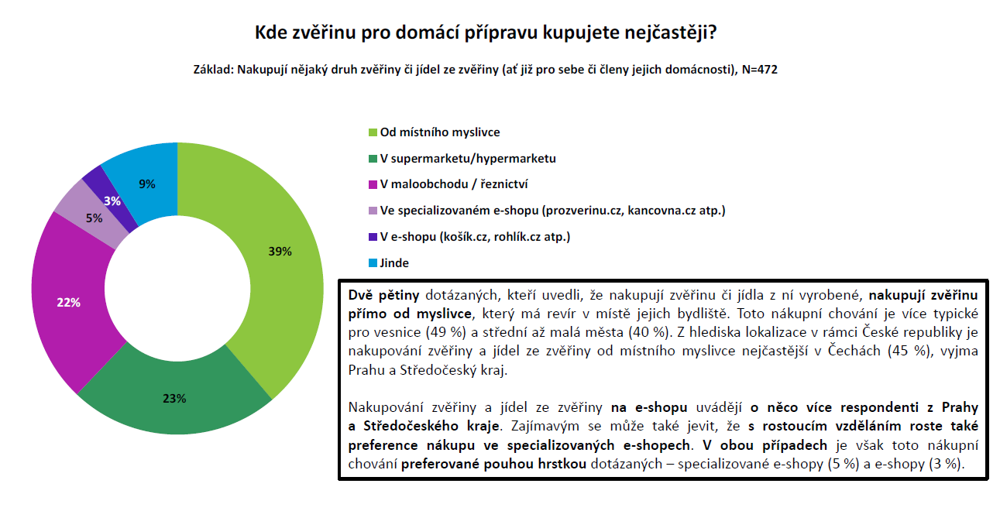 Kde zvěřinu pro domácí přípravu kupujete nejčastěji?
Základ: Nakupují nějaký druh zvěřiny či jídel ze zvěřiny (ať již pro sebe či členy jejich domácnosti), N=472
Od místního myslivce
V supermarketu/hypermarketu
V maloobchodu / řeznictví
Ve specializovaném e-shopu (prozverinu.cz, kancovna.cz atp.)
V e-shopu (košík.cz, rohlík.cz atp.)
Jinde
9%
3%
5%
39%
22%
23%
Dvě pětiny dotázaných, kteří uvedli, že nakupují zvěřinu či jídla z ní vyrobené, nakupují zvěřinu
přímo od myslivce, který má revír v místě jejich bydliště. Toto nákupní chování je více typické
pro vesnice (49 %) a střední až malá města (40 %). Z hlediska lokalizace v rámci České republiky je
nakupování zvěřiny a jídel ze zvěřiny od místního myslivce nejčastější v Čechách (45 %), vyjma
Prahu a Středočeský kraj.
Nakupování zvěřiny a jídel ze zvěřiny na e-shopu uvádějí o něco více respondenti z Prahy
a Středočeského kraje. Zajímavým se může také jevit, že s rostoucím vzděláním roste také
preference nákupu ve specializovaných e-shopech. V obou případech je však toto nákupní
chování preferované pouhou hrstkou dotázaných – specializované e-shopy (5 %) a e-shopy (3 %).